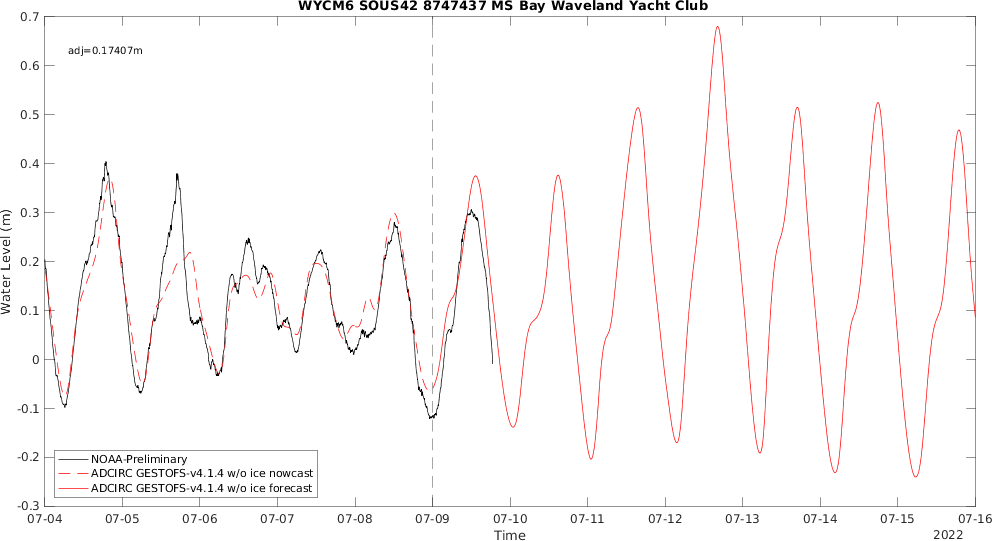 WYCM6 SOUS42 8747437 MS Bay Waveland Yacht Club
adj=0.17407m
Water Level (m)
0.7
0.6
0.5
0.4
0.3
0.2
0.1
0
-0.1
-0.2
-0.3
NOAA-Preliminary
ADCIRC GESTOFS-v4.1.4 w/o ice nowcast
ADCIRC GESTOFS-v4.1.4 w/o ice forecast
07-04 07-05 07-06 07-07 07-08 07-09 07-10 07-11 07-12 07-13 07-14 07-15 07-16
Time
2022